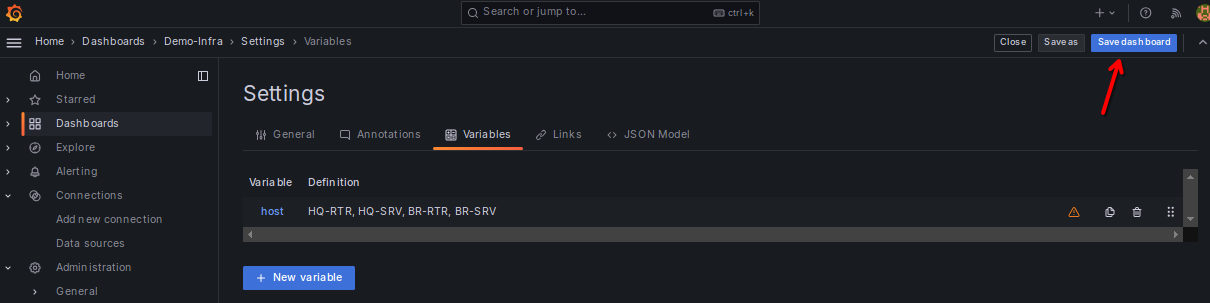 Search or jump to... ctrl+k
Home › Dashboards › Demo-Infra › Settings › Variables
Close Save as Save dashboard
Home
Starred
Dashboards
Explore
Alerting
Connections
Add new connection
Data sources
Administration
General
Settings
General Annotations Variables Links JSON Model
Variable Definition
host HQ-RTR, HQ-SRV, BR-RTR, BR-SRV
+ New variable